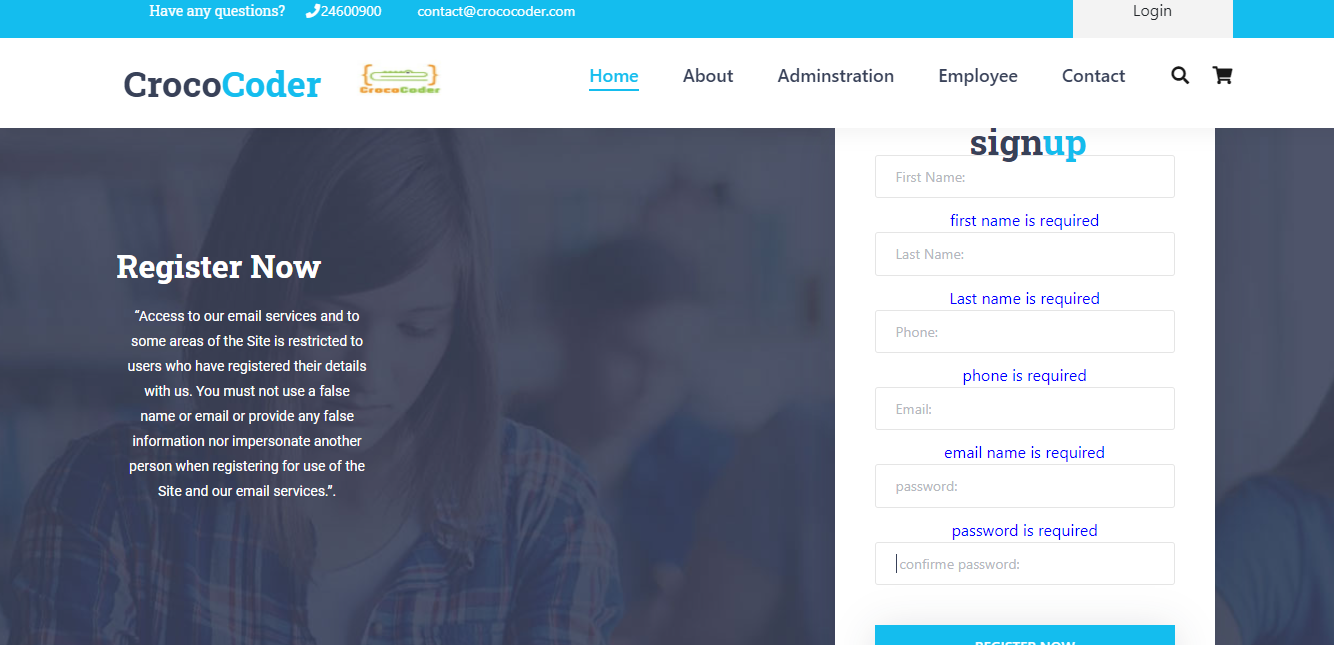 Have any questions? 24600900 contact@crococoder.com Login
CrocoCoder CrocoCoder Home About Adminstration Employee Contact
signup
First Name:
first name is required
Last Name:
Last name is required
Phone:
phone is required
Email:
email name is required
password:
password is required
confirme password:
REGISTER NOW
Register Now
“Access to our email services and to
some areas of the Site is restricted to
users who have registered their details
with us. You must not use a false
name or email or provide any false
information nor impersonate another
person when registering for use of the
Site and our email services.”.